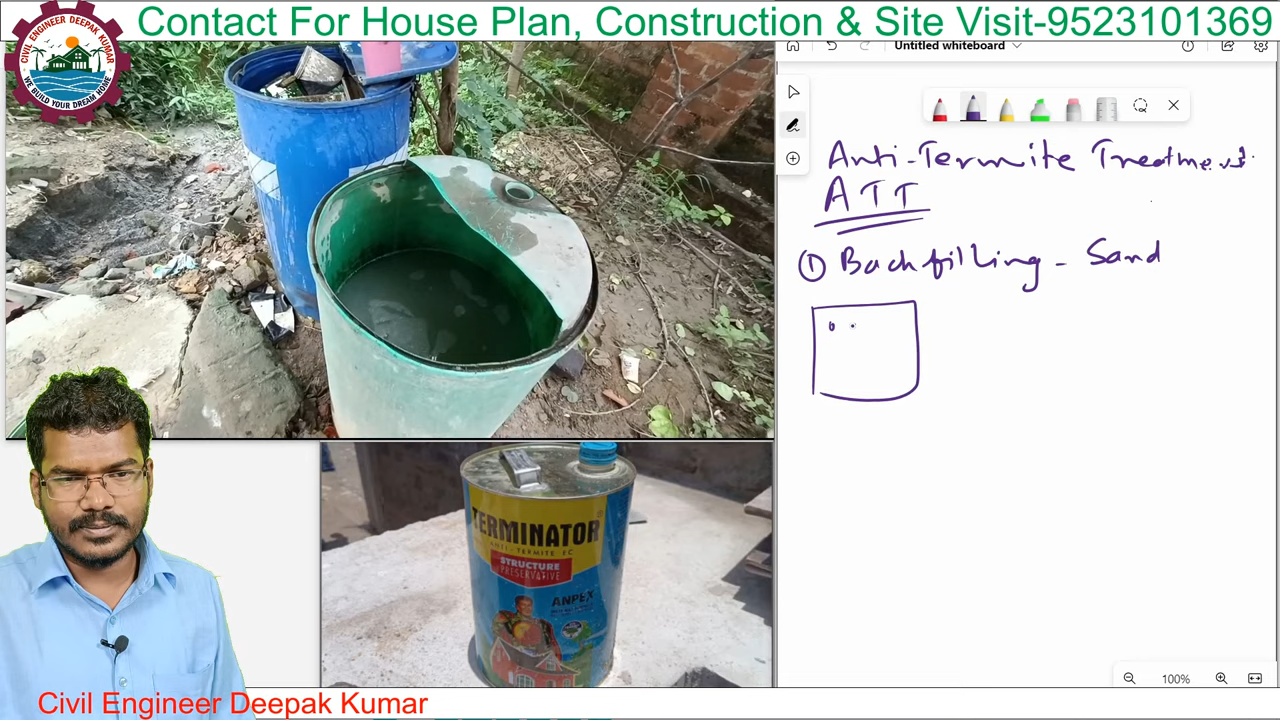 Contact For House Plan, Construction & Site Visit-9523101369
CIVIL ENGINEER DEEPAK KUMAR
WE BUILD YOUR DREAM HOME
Untitled whiteboard
Anti-Termite Treatment
ATT
① Backfilling - Sand
TERMINATOR
ANTI-TERMITE EC
STRUCTURE
PRESERVATIVE
ANPEX
100%
Civil Engineer Deepak Kumar